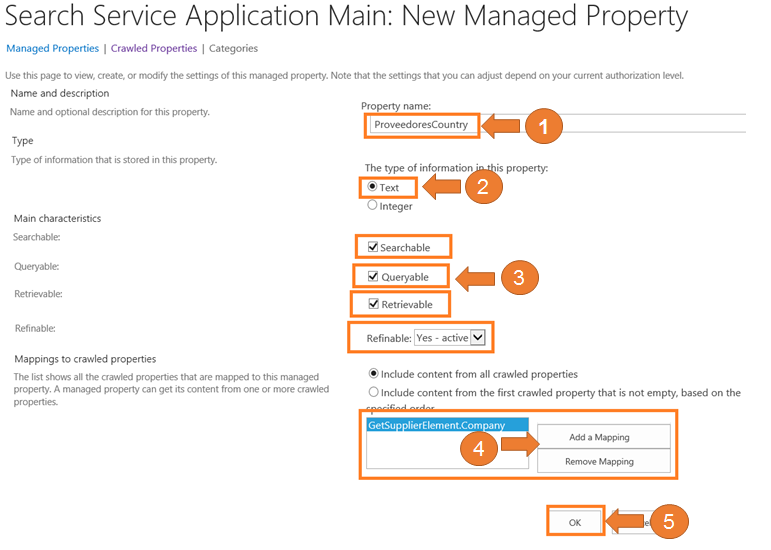 Search Service Application Main: New Managed Property
Managed Properties | Crawled Properties | Categories
Use this page to view, create, or modify the settings of this managed property. Note that the settings that you can adjust depend on your current authorization level.
Name and description
Name and optional description for this property.
Property name:
ProveedoresCountry
1
Type
Type of information that is stored in this property.
The type of information in this property:
Text
2
Integer
Main characteristics
Searchable:
Searchable
Queryable:
Queryable
3
Retrievable:
Retrievable
Refinable:
Refinable: Yes - active
Mappings to crawled properties
The list shows all the crawled properties that are mapped to this managed
property. A managed property can get its content from one or more crawled
properties.
Include content from all crawled properties
Include content from the first crawled property that is not empty, based on the
specified order
GetSupplierElement.Company
4
Add a Mapping
Remove Mapping
OK
5